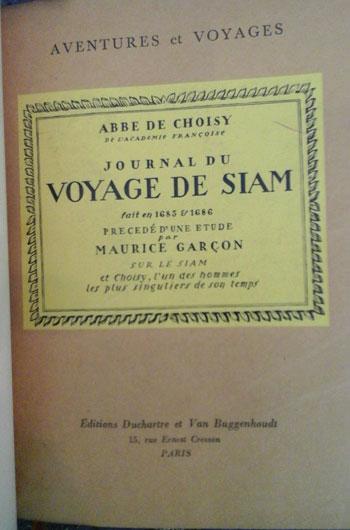 AVENTURES et VOYAGES
ABBE DE CHOISY
DE L'ACADEMIE FRANÇOISE
JOURNAL DU
VOYAGE DE SIAM
fait en 1685 & 1686
PRECEDÉ D'UNE ETUDE
par
MAURICE GARÇON
SUR LE SIAM
et Choisy, l'un des hommes
les plus singuliers de son temps
Editions Duchartre et Van Buggenhoudt
15, rue Ernest Cresson
PARIS